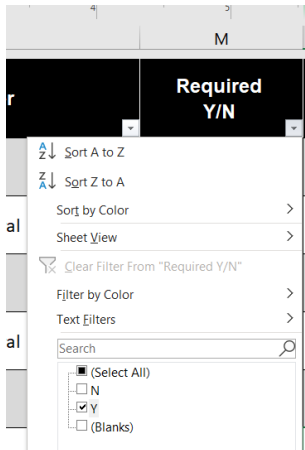 4 5
M
r
Required
Y/N
Sort A to Z
Sort Z to A
Sort by Color
al
Sheet View
Clear Filter From "Required Y/N"
Filter by Color
Text Filters
al
Search
(Select All)
N
Y
(Blanks)